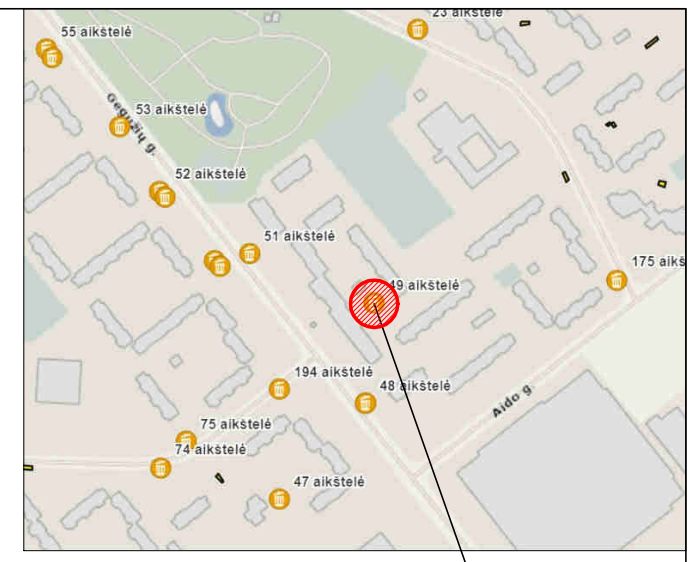 23 aikštelė
55 aikštelė
53 aikštelė
Gegužių g.
52 aikštelė
51 aikštelė
175 aikš
49 aikštelė
194 aikštelė
48 aikštelė
Aido g.
75 aikštelė
74 aikštelė
47 aikštelė